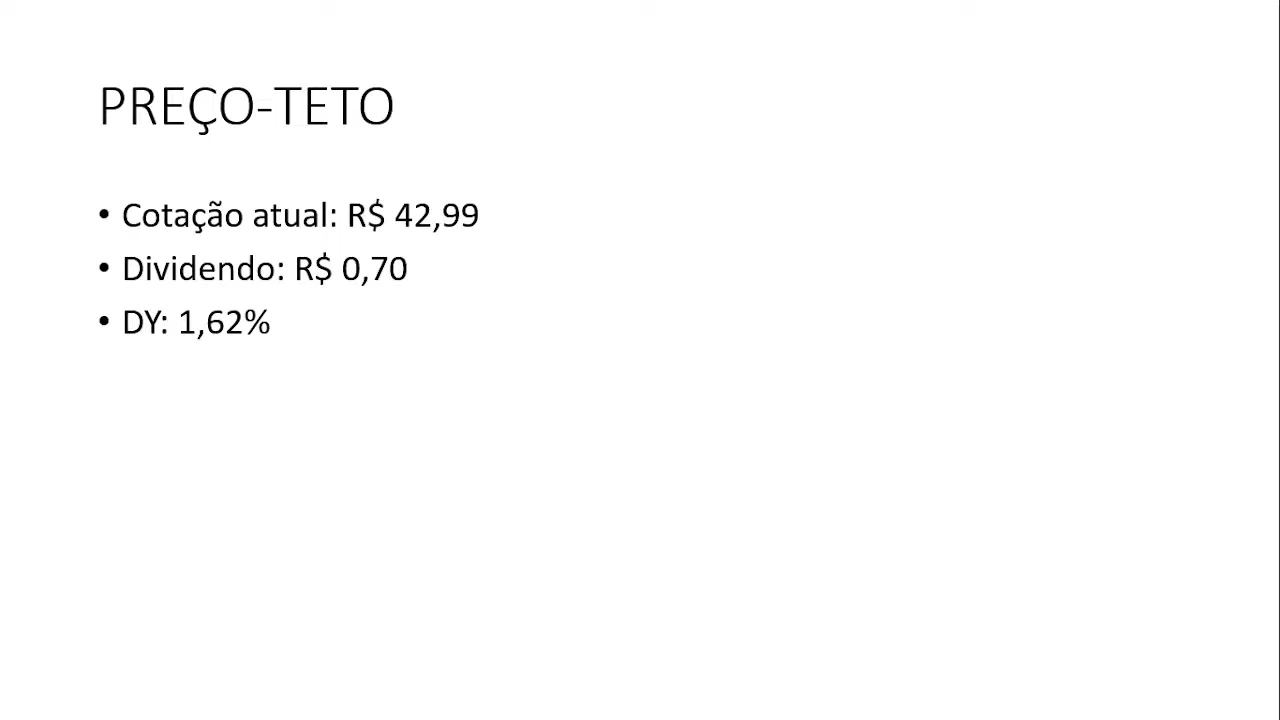 PREÇO-TETO
• Cotação atual: R$ 42,99
• Dividendo: R$ 0,70
• DY: 1,62%